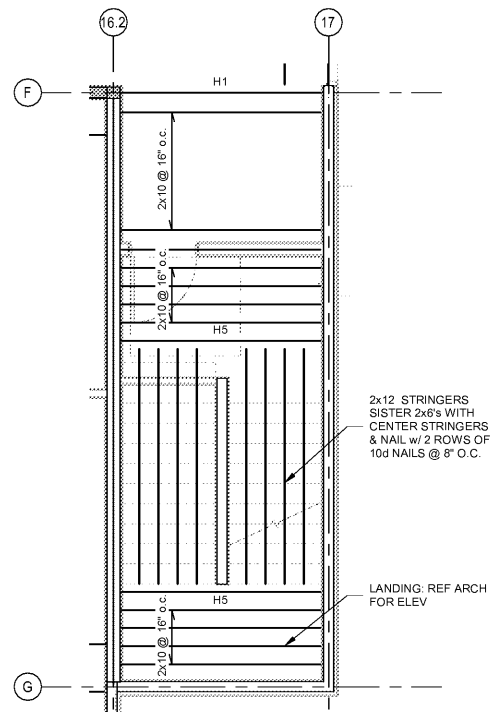 16.2
17
F
H1
2x10 @ 16" o.c.
2x10 @ 16" o.c.
H5
2x12 STRINGERS
SISTER 2x6's WITH
CENTER STRINGERS
& NAIL w/ 2 ROWS OF
10d NAILS @ 8" O.C.
H5
2x10 @ 16" o.c.
LANDING: REF ARCH
FOR ELEV
G